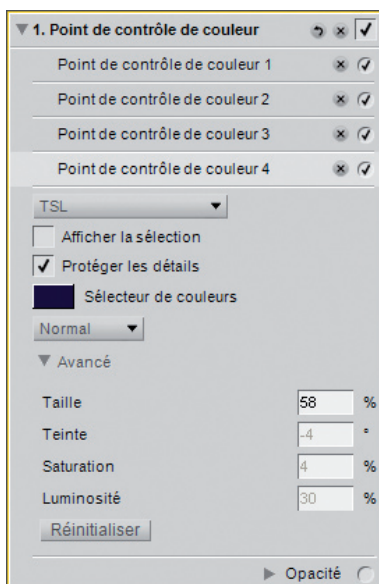 1. Point de contrôle de couleur
Point de contrôle de couleur 1
Point de contrôle de couleur 2
Point de contrôle de couleur 3
Point de contrôle de couleur 4
TSL
Afficher la sélection
Protéger les détails
Sélecteur de couleurs
Normal
Avancé
Taille 58 %
Teinte -4 °
Saturation 4 %
Luminosité 30 %
Réinitialiser
Opacité